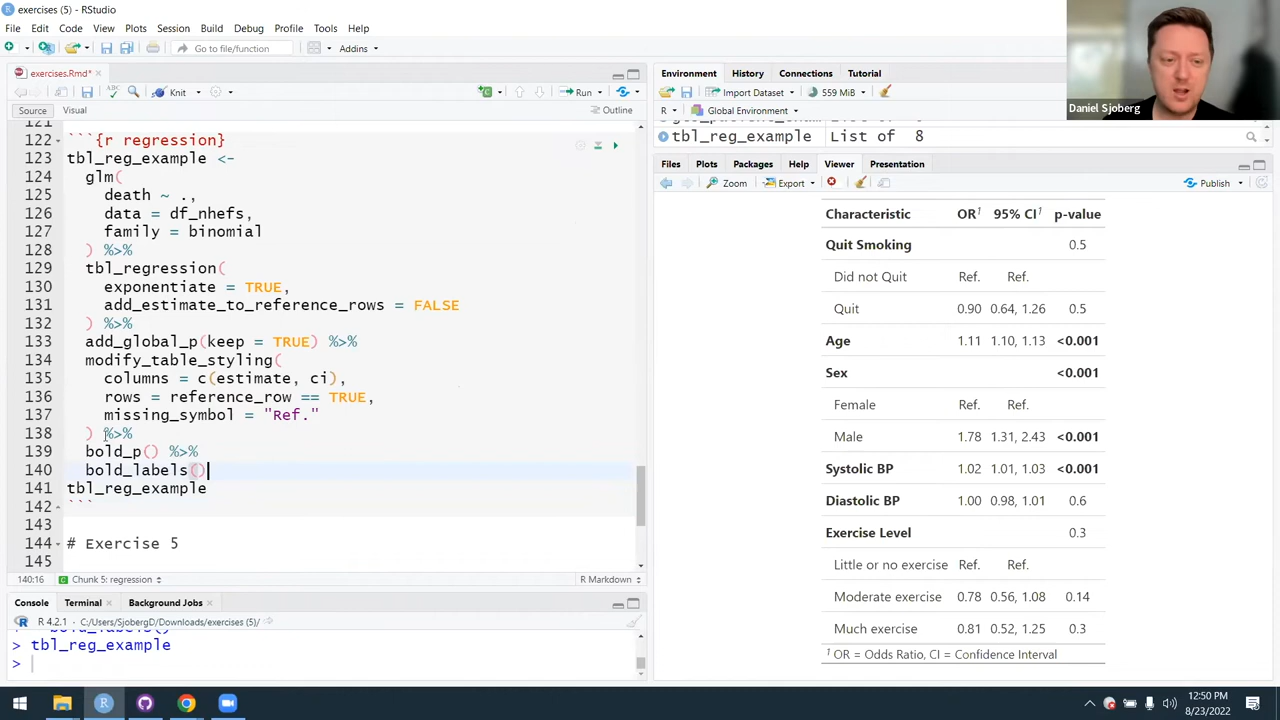 exercises (5) - RStudio
File Edit Code View Plots Session Build Debug Profile Tools Help
Go to file/function
Addins
exercises.Rmd*
Knit
Run
Source Visual
Outline
121
122 ```{r regression}
123 tbl_reg_example <-
124 glm(
125 death ~ .,
126 data = df_nhefs,
127 family = binomial
128 ) %>%
129 tbl_regression(
130 exponentiate = TRUE,
131 add_estimate_to_reference_rows = FALSE
132 ) %>%
133 add_global_p(keep = TRUE) %>%
134 modify_table_styling(
135 columns = c(estimate, ci),
136 rows = reference_row == TRUE,
137 missing_symbol = "Ref."
138 ) %>%
139 bold_p() %>%
140 bold_labels()
141 tbl_reg_example
142 ```
143
144 # Exercise 5
145
140:16 Chunk 5: regression R Markdown
Console Terminal Background Jobs
R 4.2.1 · C:/Users/SjobergD/Downloads/exercises (5)/
bold_labels()
> tbl_reg_example
>
Environment History Connections Tutorial
Import Dataset 559 MiB
R Global Environment
tbl_reg_example List of 8
Files Plots Packages Help Viewer Presentation
Zoom Export Publish
Characteristic OR¹ 95% CI¹ p-value
Quit Smoking 0.5
Did not Quit Ref. Ref.
Quit 0.90 0.64, 1.26 0.5
Age 1.11 1.10, 1.13 <0.001
Sex <0.001
Female Ref. Ref.
Male 1.78 1.31, 2.43 <0.001
Systolic BP 1.02 1.01, 1.03 <0.001
Diastolic BP 1.00 0.98, 1.01 0.6
Exercise Level 0.3
Little or no exercise Ref. Ref.
Moderate exercise 0.78 0.56, 1.08 0.14
Much exercise 0.81 0.52, 1.25 0.3
¹ OR = Odds Ratio, CI = Confidence Interval
Daniel Sjoberg
12:50 PM
8/23/2022